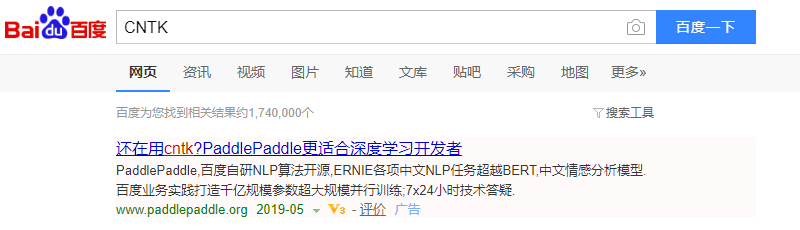 Bai du 百度
CNTK
百度一下
网页 资讯 视频 图片 知道 文库 贴吧 采购 地图 更多»
百度为您找到相关结果约1,740,000个
搜索工具
还在用cntk?PaddlePaddle更适合深度学习开发者
PaddlePaddle,百度自研NLP算法开源,ERNIE各项中文NLP任务超越BERT,中文情感分析模型.
百度业务实践打造千亿规模参数超大规模并行训练;7x24小时技术答疑.
www.paddlepaddle.org 2019-05 V3 - 评价 广告